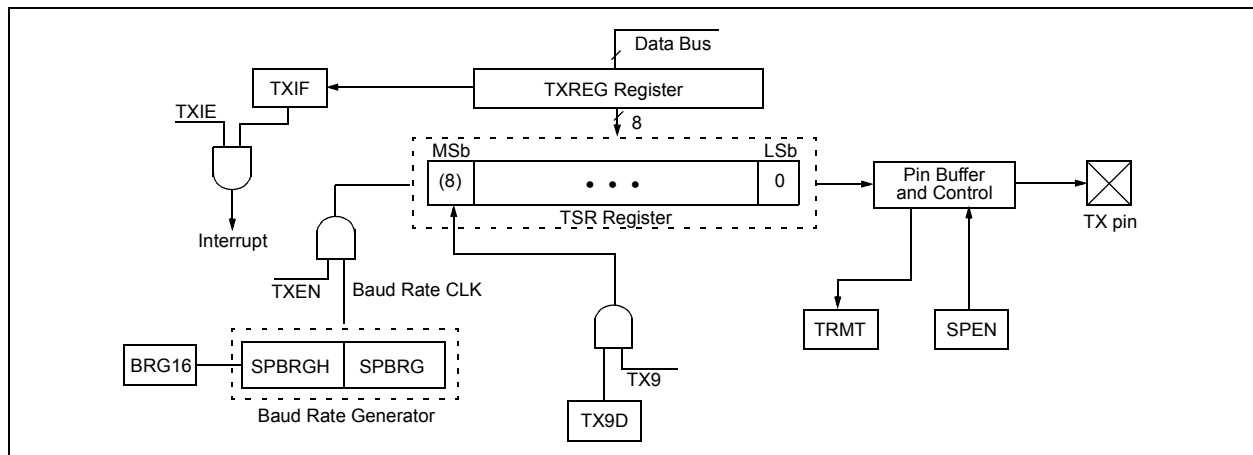 Data Bus
TXIF
TXREG Register
TXIE
8
MSb
LSb
(8)
• • •
0
Pin Buffer
and Control
TSR Register
TX pin
Interrupt
TXEN
Baud Rate CLK
TRMT
SPEN
BRG16
SPBRGH
SPBRG
TX9
Baud Rate Generator
TX9D